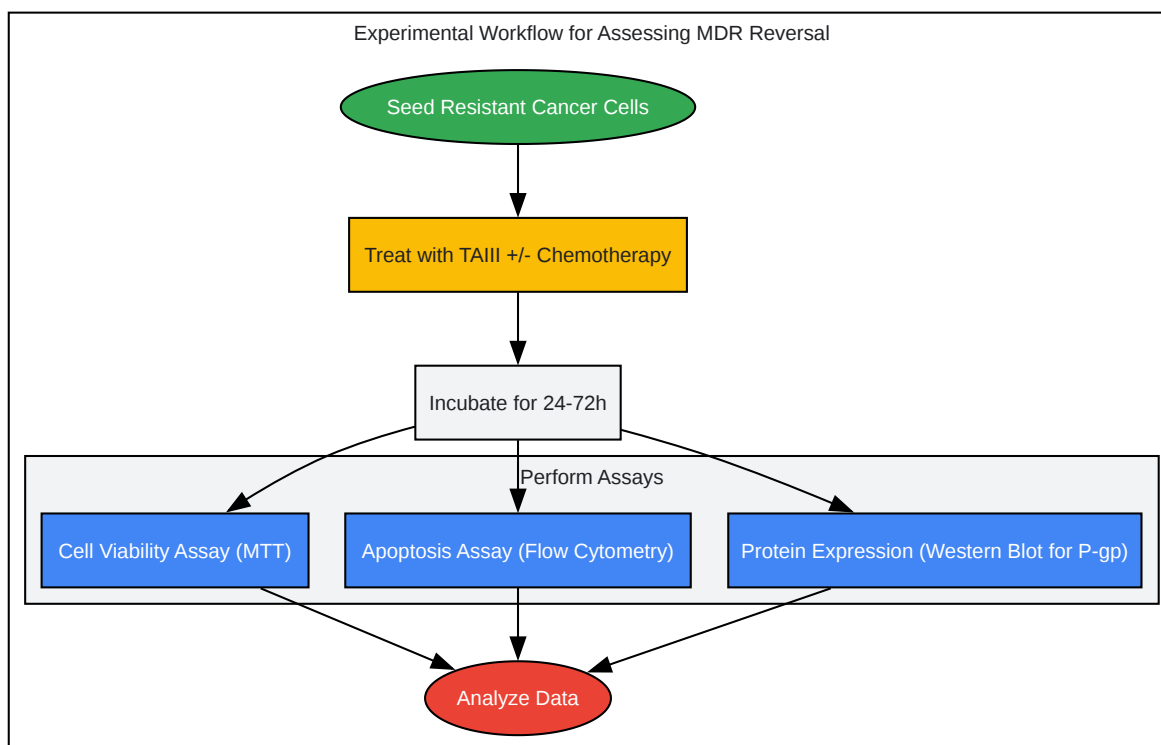 Experimental Workflow for Assessing MDR Reversal
Seed Resistant Cancer Cells
Treat with TAIII +/- Chemotherapy
Incubate for 24-72h
Perform Assays
Cell Viability Assay (MTT)
Apoptosis Assay (Flow Cytometry)
Protein Expression (Western Blot for P-gp)
Analyze Data